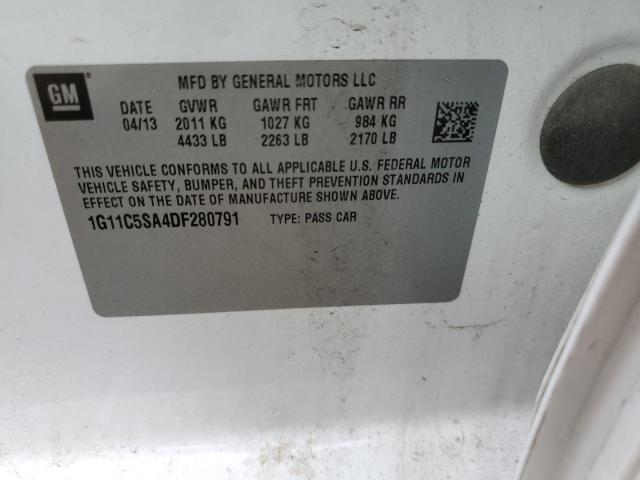 GM
MFD BY GENERAL MOTORS LLC
DATE GVWR GAWR FRT GAWR RR
04/13 2011 KG 1027 KG 984 KG
4433 LB 2263 LB 2170 LB
THIS VEHICLE CONFORMS TO ALL APPLICABLE U.S. FEDERAL MOTOR
VEHICLE SAFETY, BUMPER, AND THEFT PREVENTION STANDARDS IN
EFFECT ON THE DATE OF MANUFACTURE SHOWN ABOVE.
1G11C5SA4DF280791 TYPE: PASS CAR